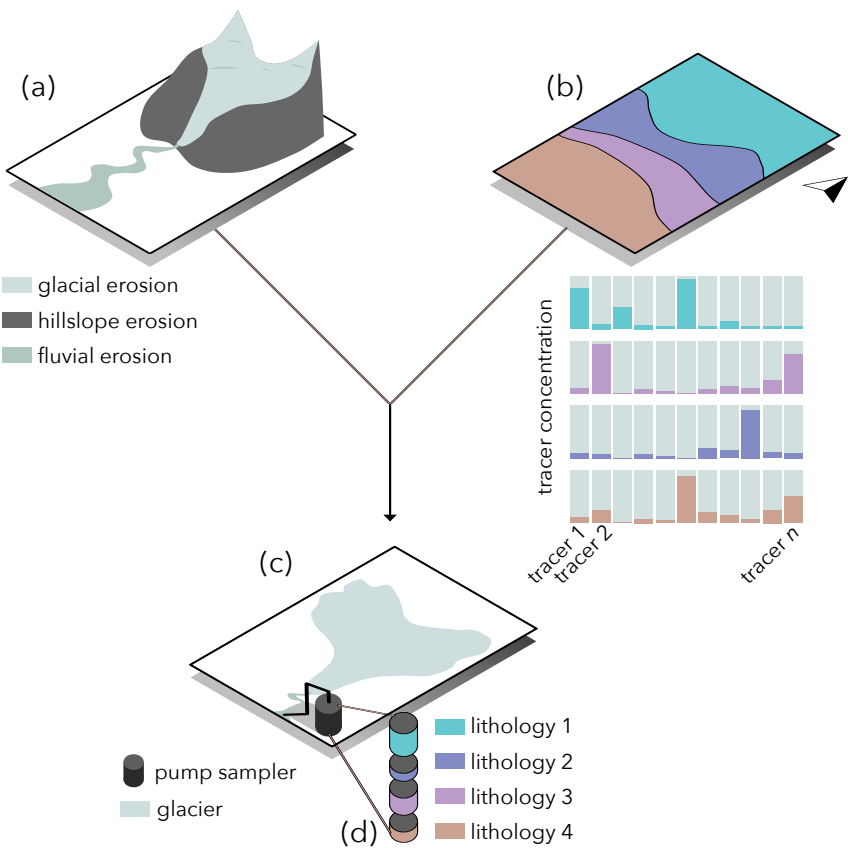 (a)
(b)
glacial erosion
hillslope erosion
fluvial erosion
tracer concentration
tracer 1
tracer 2
tracer n
(c)
lithology 1
lithology 2
lithology 3
lithology 4
pump sampler
glacier
(d)